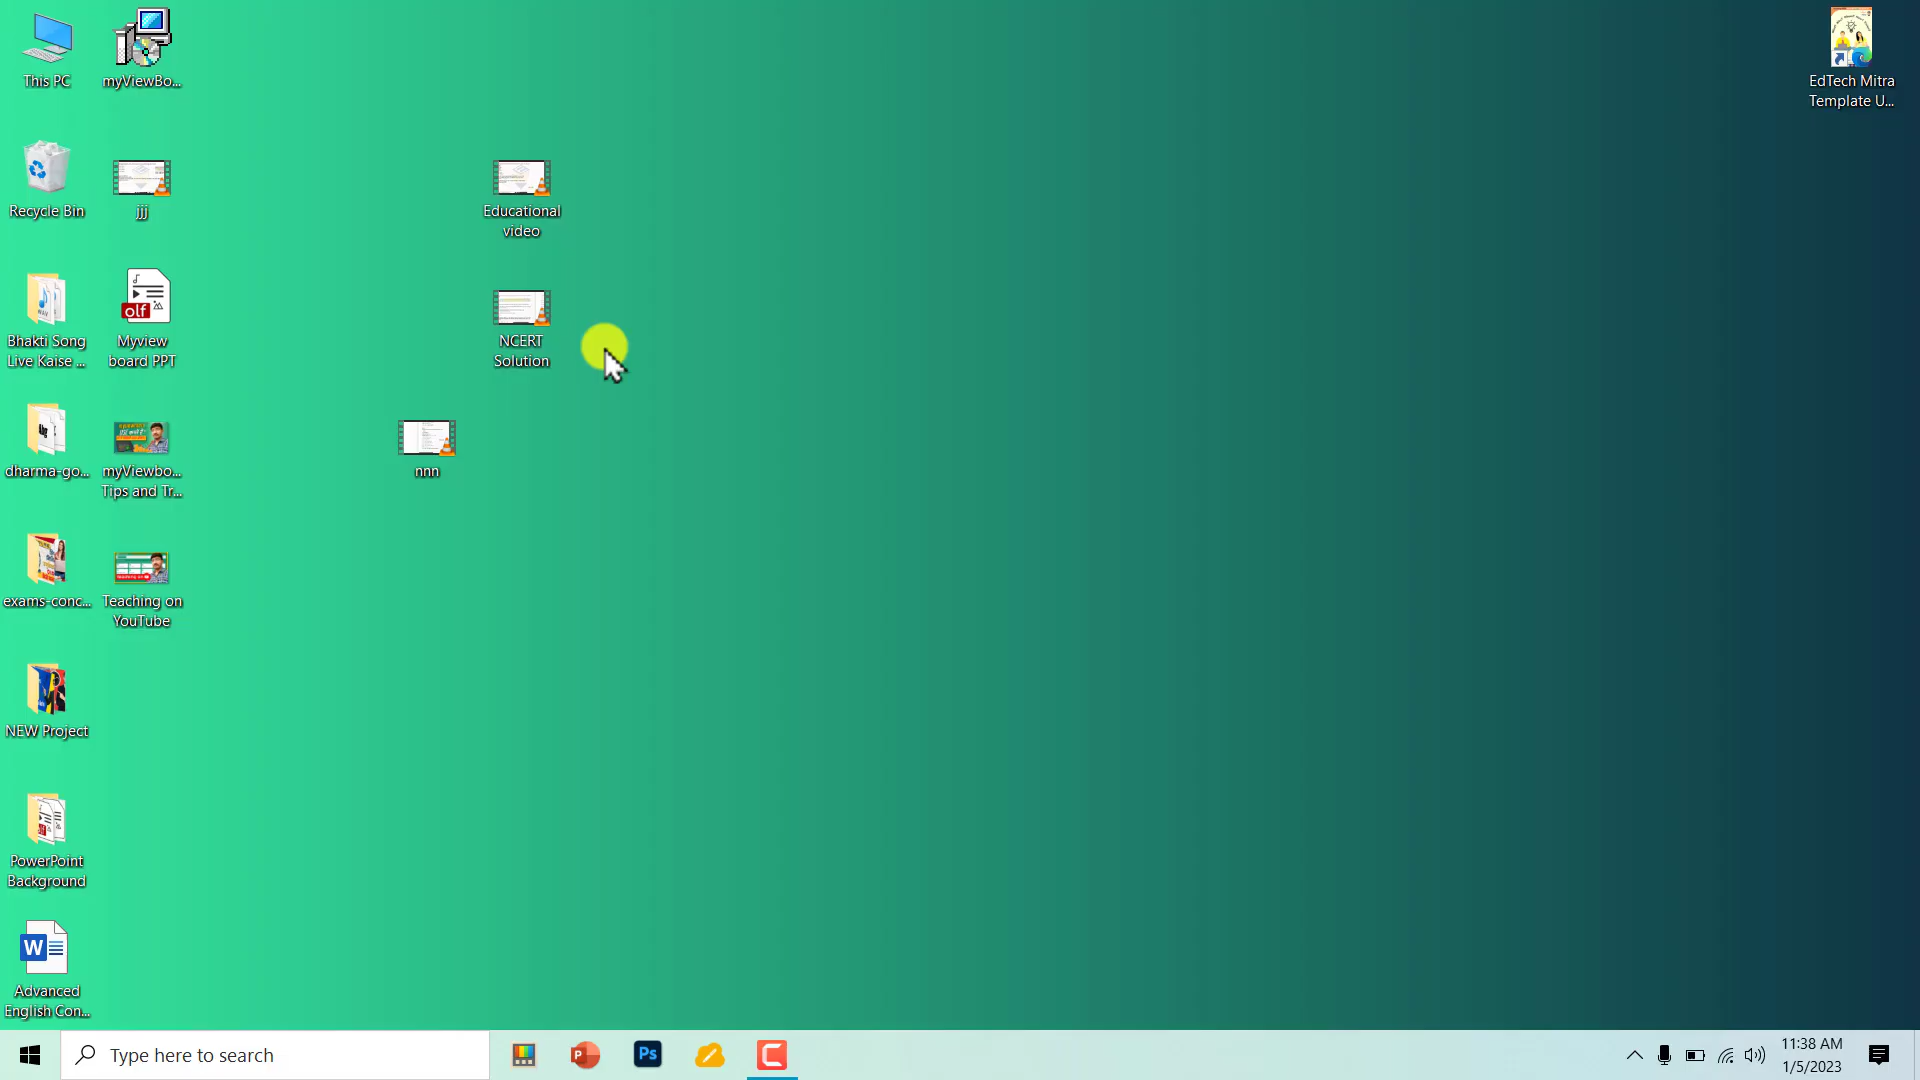 This PC
myViewBo...
EdTech Mitra
Template U...
Recycle Bin
jjj
Educational
video
olf
Bhakti Song
Live Kaise ...
Myview
board PPT
NCERT
Solution
dharma-go...
myViewbo...
Tips and Tr...
nnn
exams-conc...
Teaching on
YouTube
NEW Project
PowerPoint
Background
W
Advanced
English Con...
Type here to search
P
Ps
11:38 AM
1/5/2023